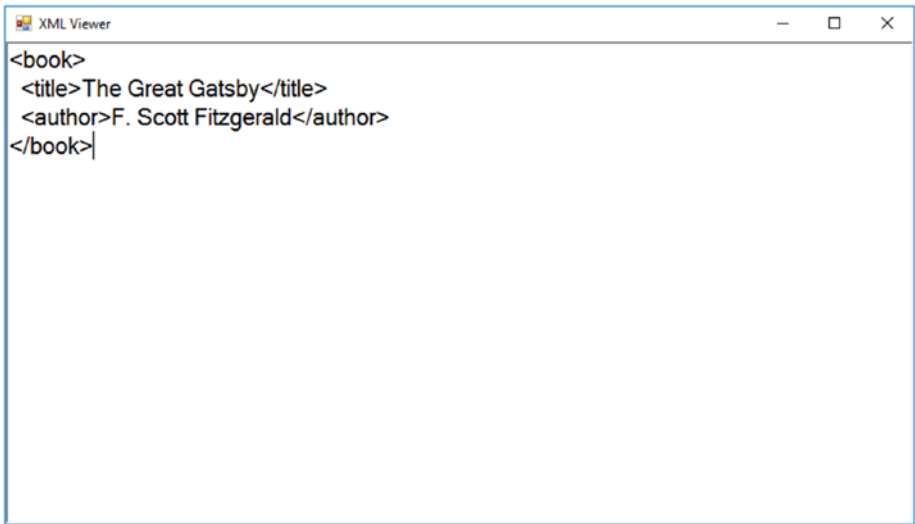 XML Viewer
<book>
  <title>The Great Gatsby</title>
  <author>F. Scott Fitzgerald</author>
</book>